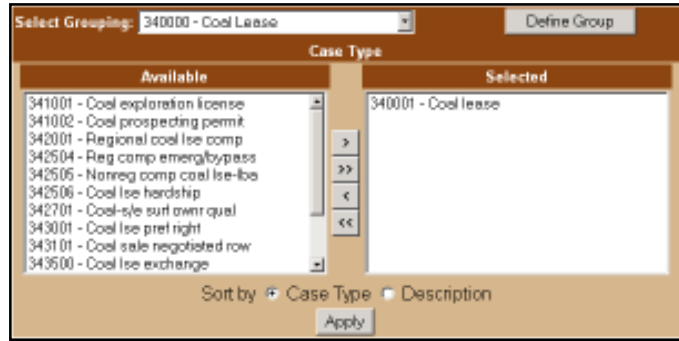 Select Grouping: 340000 - Coal Lease Define Group
Case Type
Available Selected
341001 - Coal exploration license
341002 - Coal prospecting permit
342001 - Regional coal lse comp
342504 - Reg comp emerg/bypass
342505 - Nonreg comp coal lse-lba
342506 - Coal lse hardship
342701 - Coal-s/e surf ownr qual
343001 - Coal lse pref right
343101 - Coal sale negotiated row
343500 - Coal lse exchange
>
>>
<
<<
340001 - Coal lease
Sort by Case Type Description
Apply